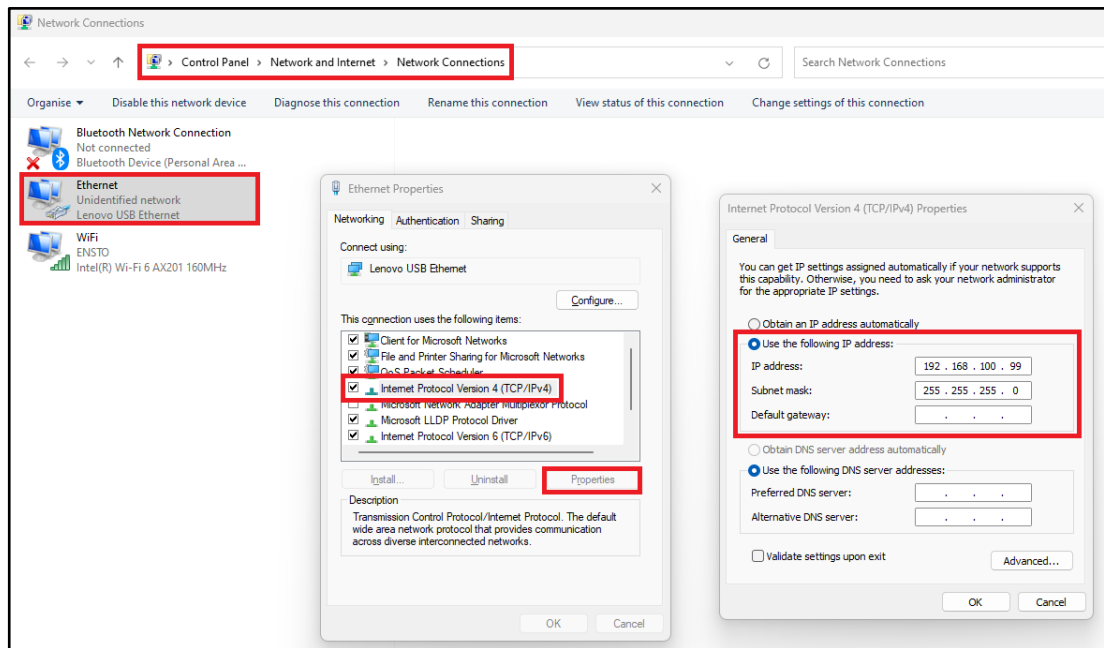 Network Connections
Control Panel > Network and Internet > Network Connections
Search Network Connections
Organise Disable this network device Diagnose this connection Rename this connection View status of this connection Change settings of this connection
Bluetooth Network Connection
Not connected
Bluetooth Device (Personal Area ...
Ethernet
Unidentified network
Lenovo USB Ethernet
WiFi
ENSTO
Intel(R) Wi-Fi 6 AX201 160MHz
Ethernet Properties
Networking Authentication Sharing
Connect using:
Lenovo USB Ethernet
Configure...
This connection uses the following items:
Client for Microsoft Networks
File and Printer Sharing for Microsoft Networks
QoS Packet Scheduler
Internet Protocol Version 4 (TCP/IPv4)
Microsoft Network Adapter Multiplexor Protocol
Microsoft LLDP Protocol Driver
Internet Protocol Version 6 (TCP/IPv6)
Install... Uninstall Properties
Description
Transmission Control Protocol/Internet Protocol. The default
wide area network protocol that provides communication
across diverse interconnected networks.
OK Cancel
Internet Protocol Version 4 (TCP/IPv4) Properties
General
You can get IP settings assigned automatically if your network supports
this capability. Otherwise, you need to ask your network administrator
for the appropriate IP settings.
Obtain an IP address automatically
Use the following IP address:
IP address: 192 . 168 . 100 . 99
Subnet mask: 255 . 255 . 255 . 0
Default gateway: . . .
Obtain DNS server address automatically
Use the following DNS server addresses:
Preferred DNS server: . . .
Alternative DNS server: . . .
Validate settings upon exit
Advanced...
OK Cancel